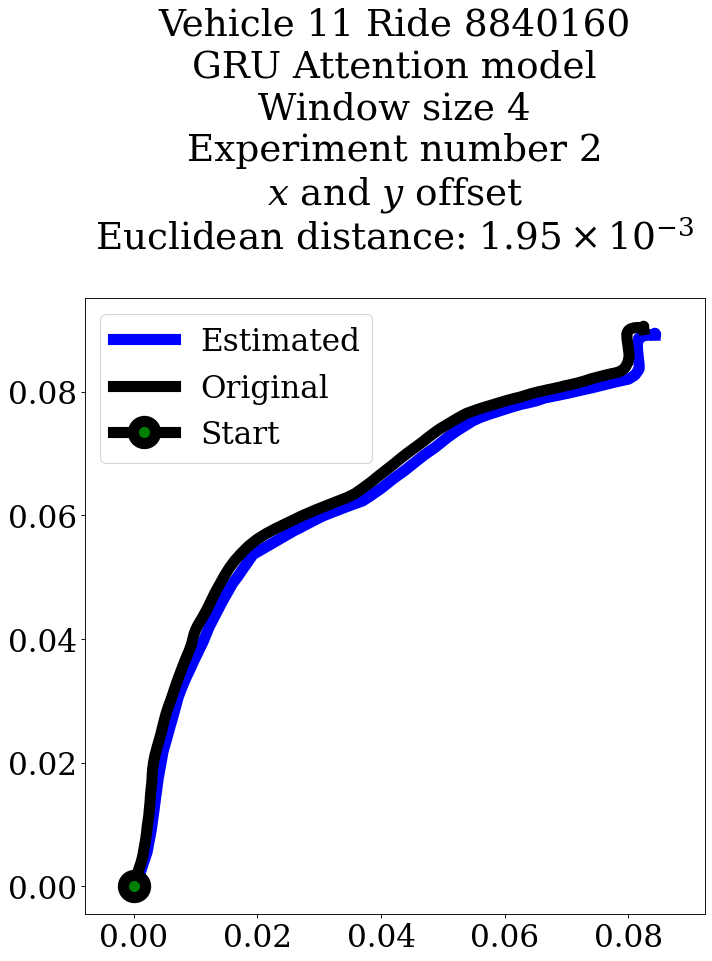 Vehicle 11 Ride 8840160
GRU Attention model
Window size 4
Experiment number 2
x and y offset
Euclidean distance: 1.95 × 10⁻³
Estimated
Original
Start
0.08
0.06
0.04
0.02
0.00
0.00 0.02 0.04 0.06 0.08